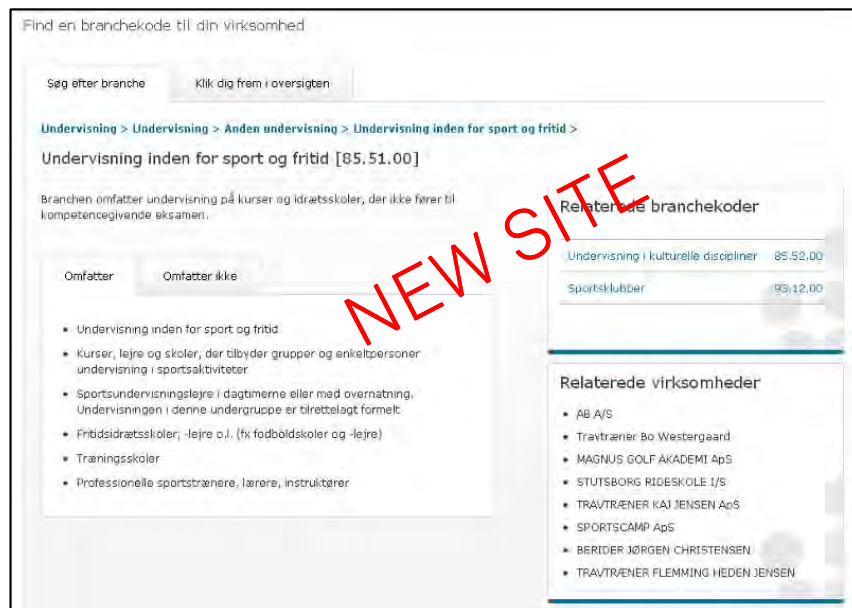 Find en branchekode til din virksomhed
Søg efter branche
Klik dig frem i oversigten
Undervisning > Undervisning > Anden undervisning > Undervisning inden for sport og fritid >
Undervisning inden for sport og fritid [85.51.00]
Branchen omfatter undervisning på kurser og idrætsskoler, der ikke fører til
kompetencegivende eksamen.
Omfatter
Omfatter ikke
• Undervisning inden for sport og fritid
• Kurser, lejre og skoler, der tilbyder grupper og enkeltpersoner
undervisning i sportsaktiviteter
• Sportsundervisningslejre i dagtimerne eller med overnatning.
Undervisningen i denne undergruppe er tilrettelagt formelt
• Fritidsidrætsskoler, -lejre o.l. (fx fodboldskoler og -lejre)
• Træningsskoler
• Professionelle sportstrænere, lærere, instruktører
NEW SITE
Relaterede branchekoder
Undervisning i kulturelle discipliner 85.52.00
Sportsklubber 93.12.00
Relaterede virksomheder
• AB A/S
• Travtræner Bo Westergaard
• MAGNUS GOLF AKADEMI ApS
• STUTSBORG RIDESKOLE I/S
• TRAVTRÆNER KAJ JENSEN ApS
• SPORTSCAMP ApS
• BERIDER JØRGEN CHRISTENSEN
• TRAVTRÆNER FLEMMING HEDEN JENSEN